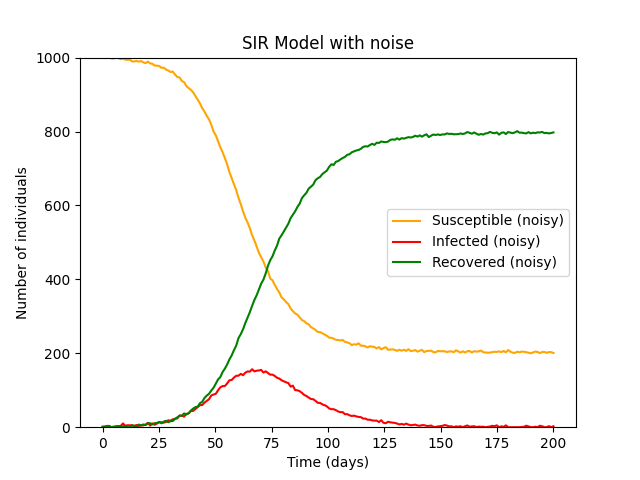 SIR Model with noise
Number of individuals
1000
800
600
400
200
0
Susceptible (noisy)
Infected (noisy)
Recovered (noisy)
0 25 50 75 100 125 150 175 200
Time (days)